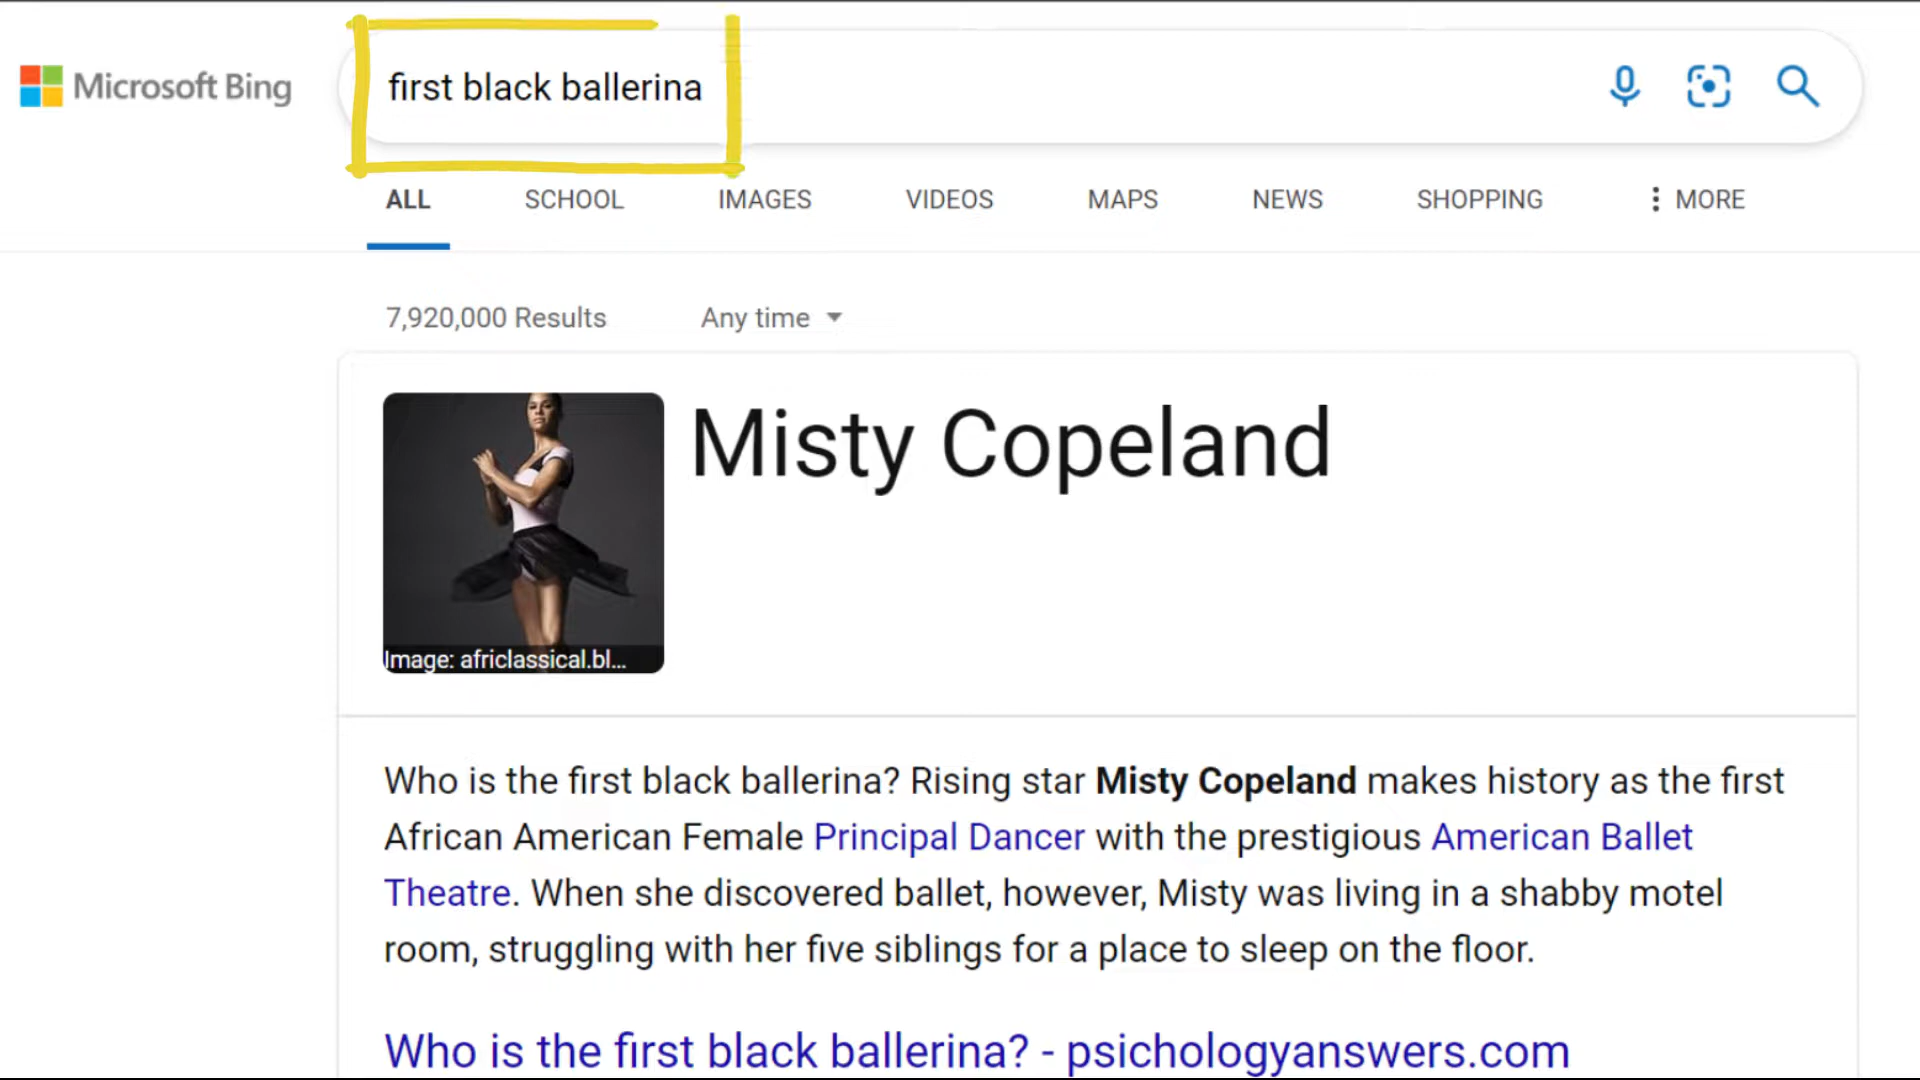 Microsoft Bing
first black ballerina
ALL SCHOOL IMAGES VIDEOS MAPS NEWS SHOPPING MORE
7,920,000 Results Any time
Misty Copeland
Image: africlassical.bl...
Who is the first black ballerina? Rising star Misty Copeland makes history as the first
African American Female Principal Dancer with the prestigious American Ballet
Theatre. When she discovered ballet, however, Misty was living in a shabby motel
room, struggling with her five siblings for a place to sleep on the floor.
Who is the first black ballerina? - psichologyanswers.com